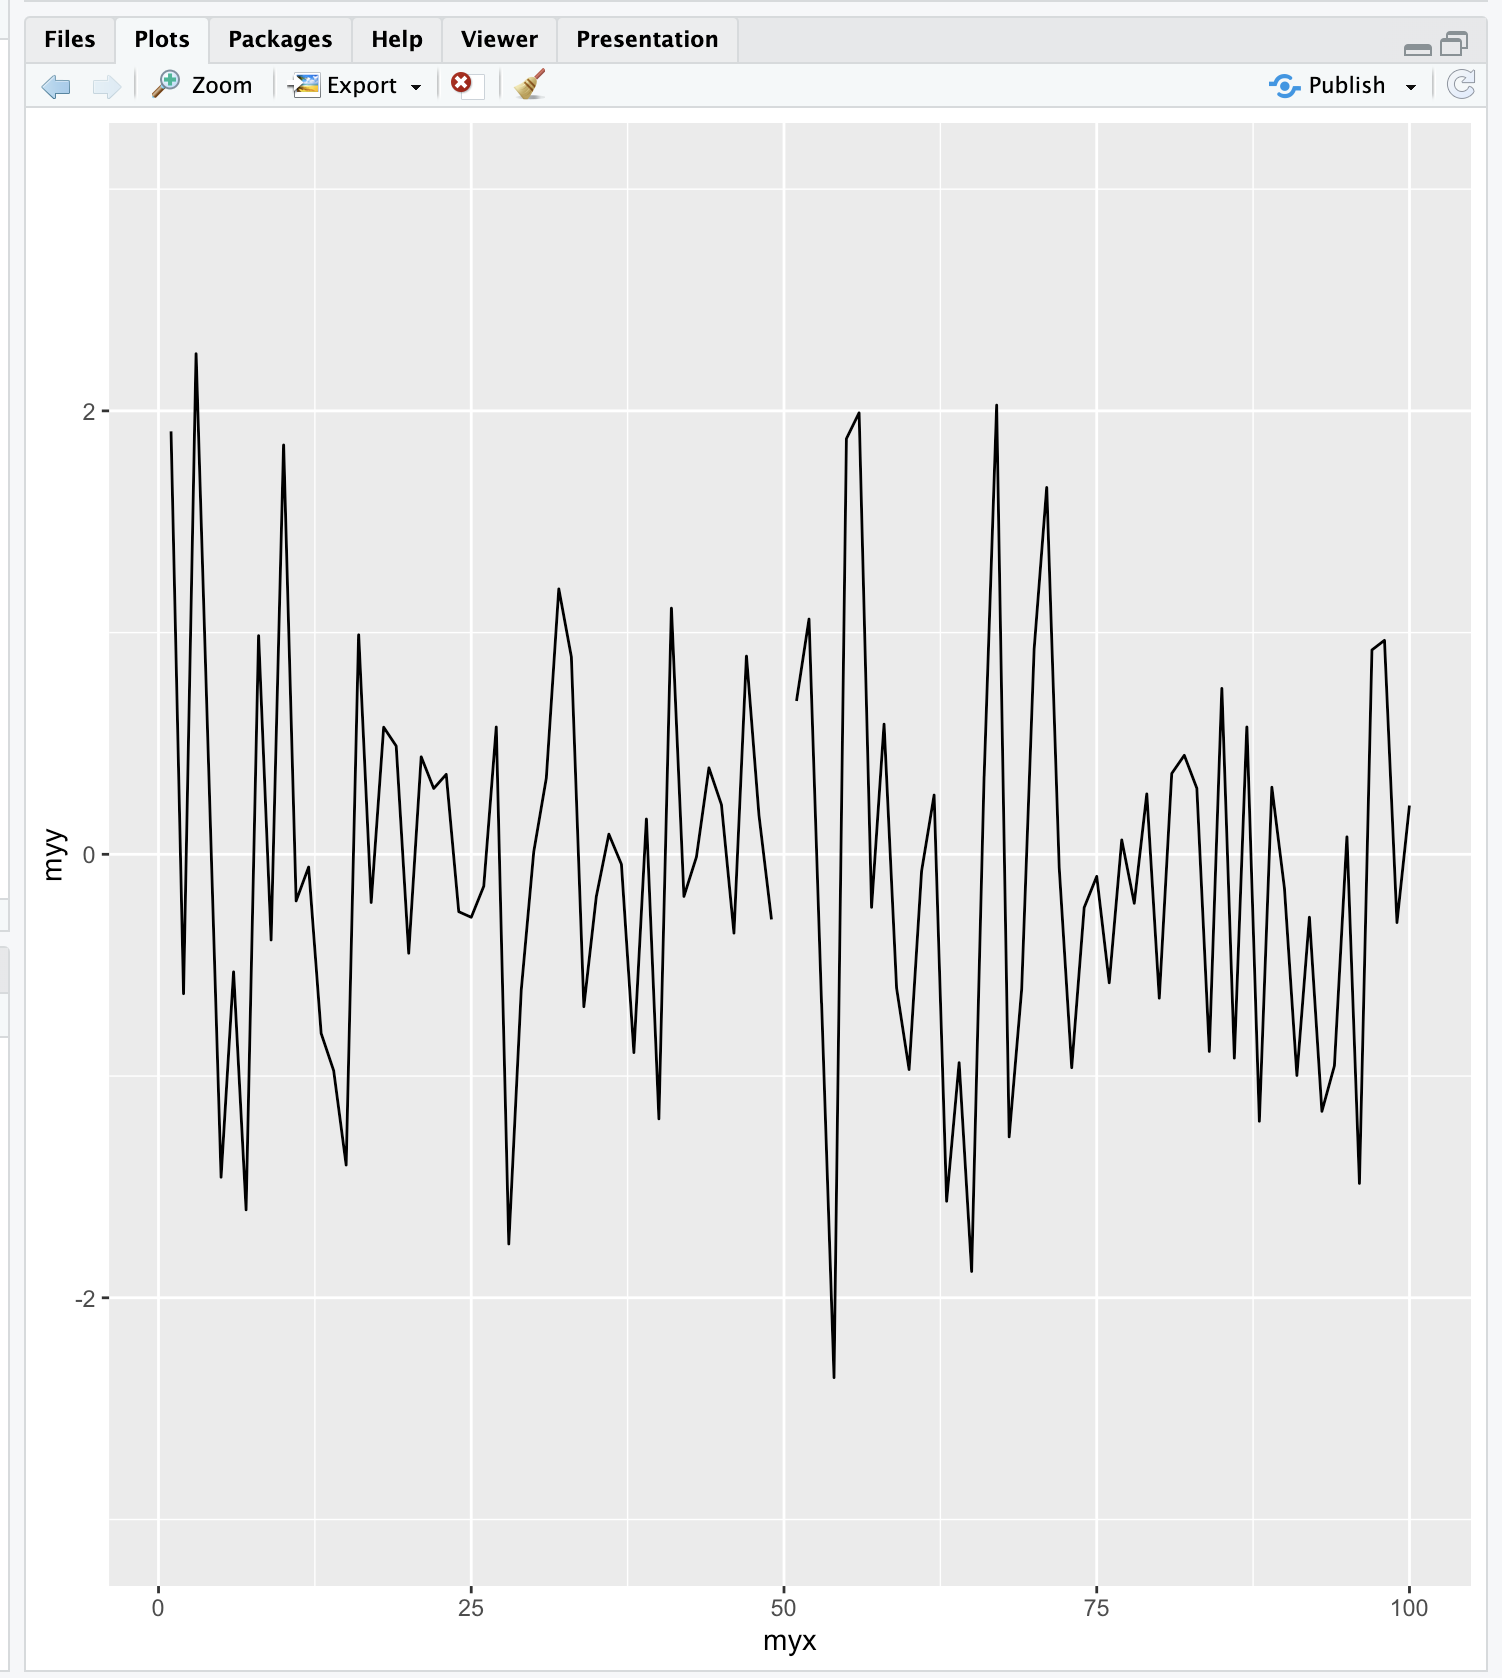 Files Plots Packages Help Viewer Presentation
Zoom Export Publish
2
0
-2
myy
0 25 50 75 100
myx